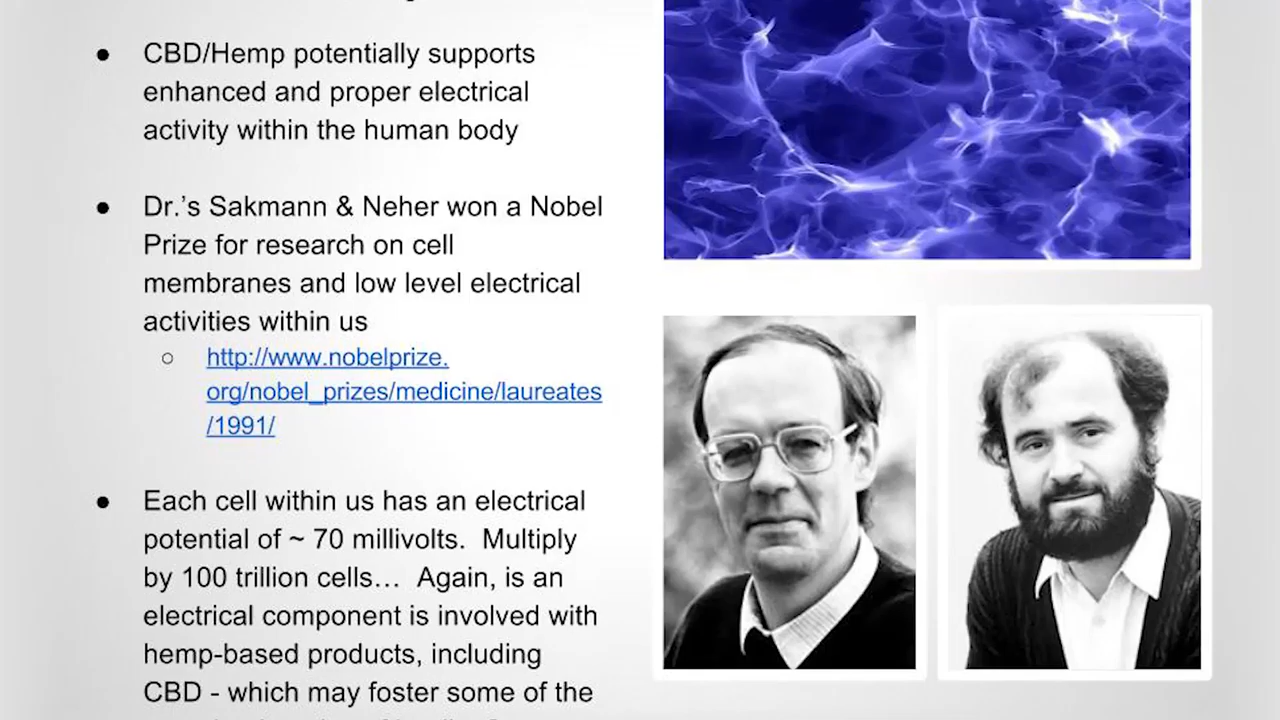 CBD/Hemp potentially supports
enhanced and proper electrical
activity within the human body
Dr.'s Sakmann & Neher won a Nobel
Prize for research on cell
membranes and low level electrical
activities within us
http://www.nobelprize.
org/nobel_prizes/medicine/laureates
/1991/
Each cell within us has an electrical
potential of ~ 70 millivolts.  Multiply
by 100 trillion cells…  Again, is an
electrical component is involved with
hemp-based products, including
CBD - which may foster some of the